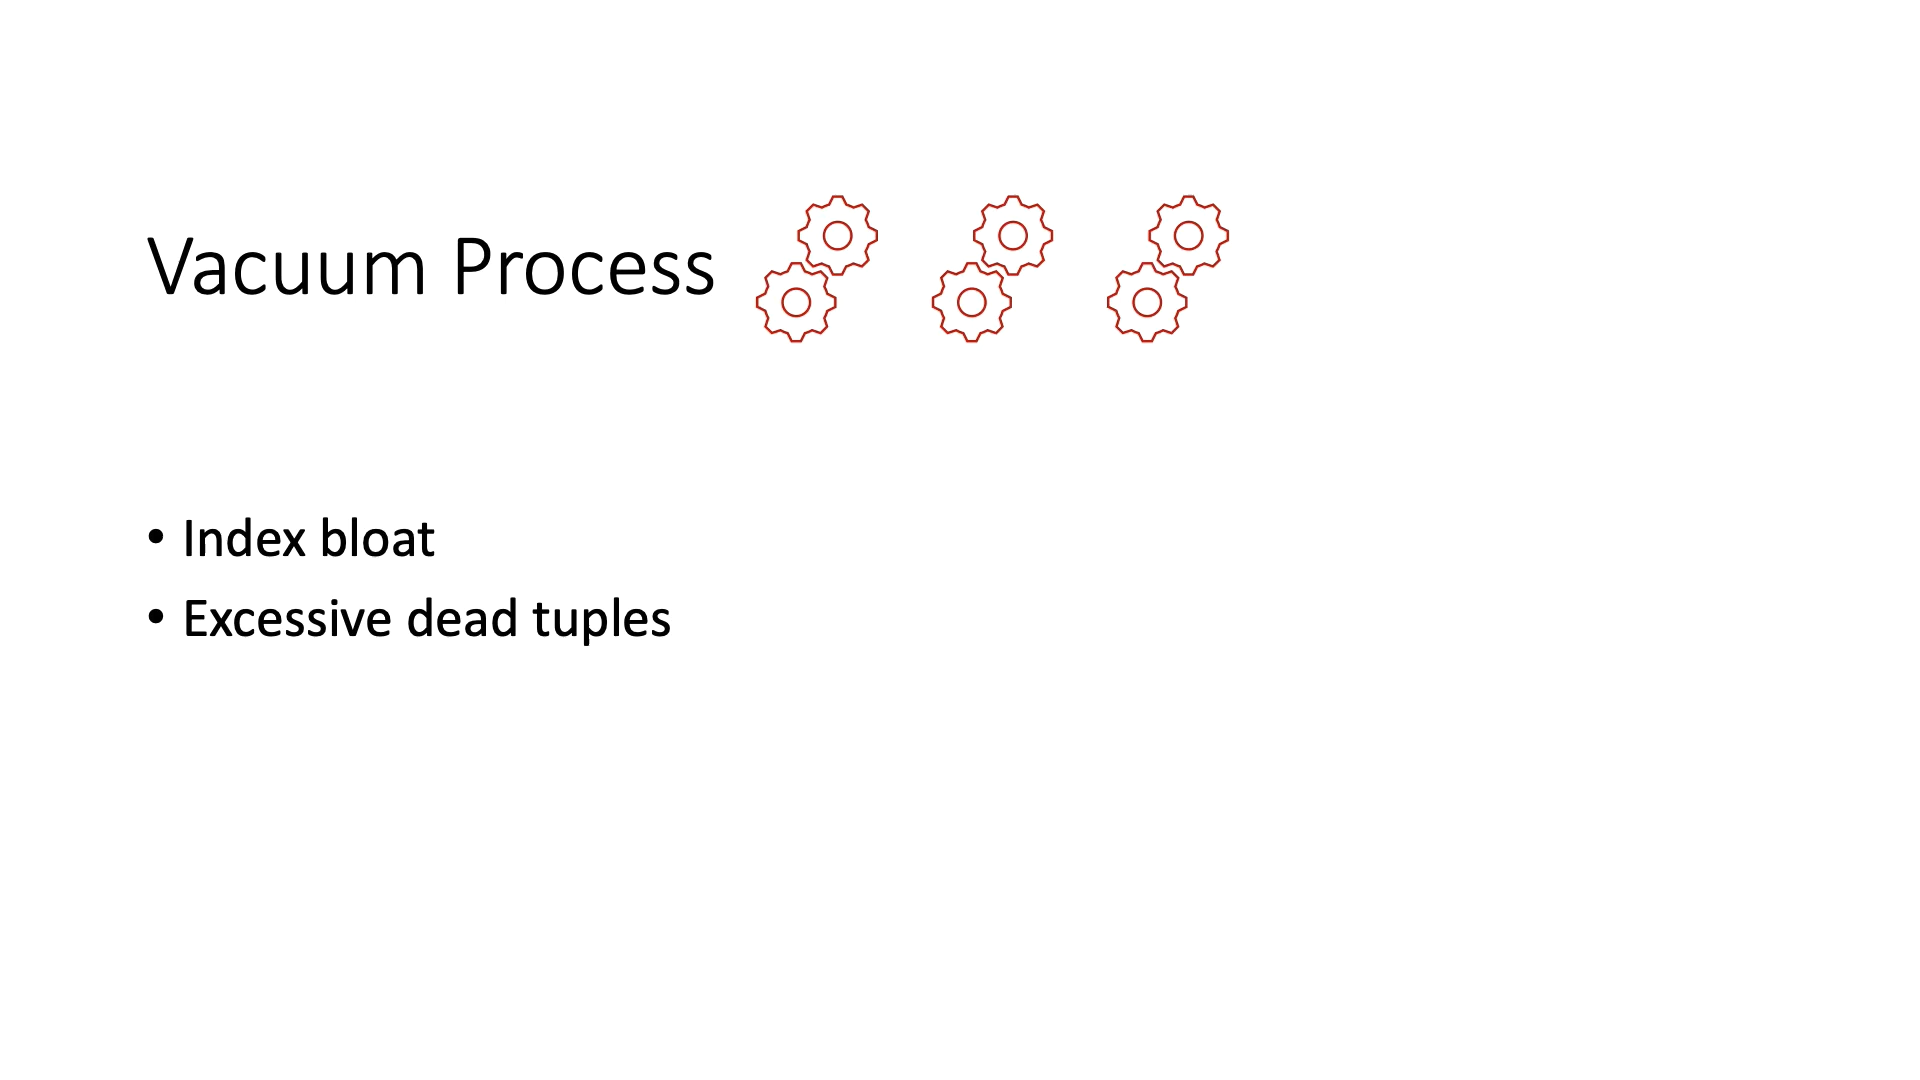 Vacuum Process
• Index bloat
• Excessive dead tuples